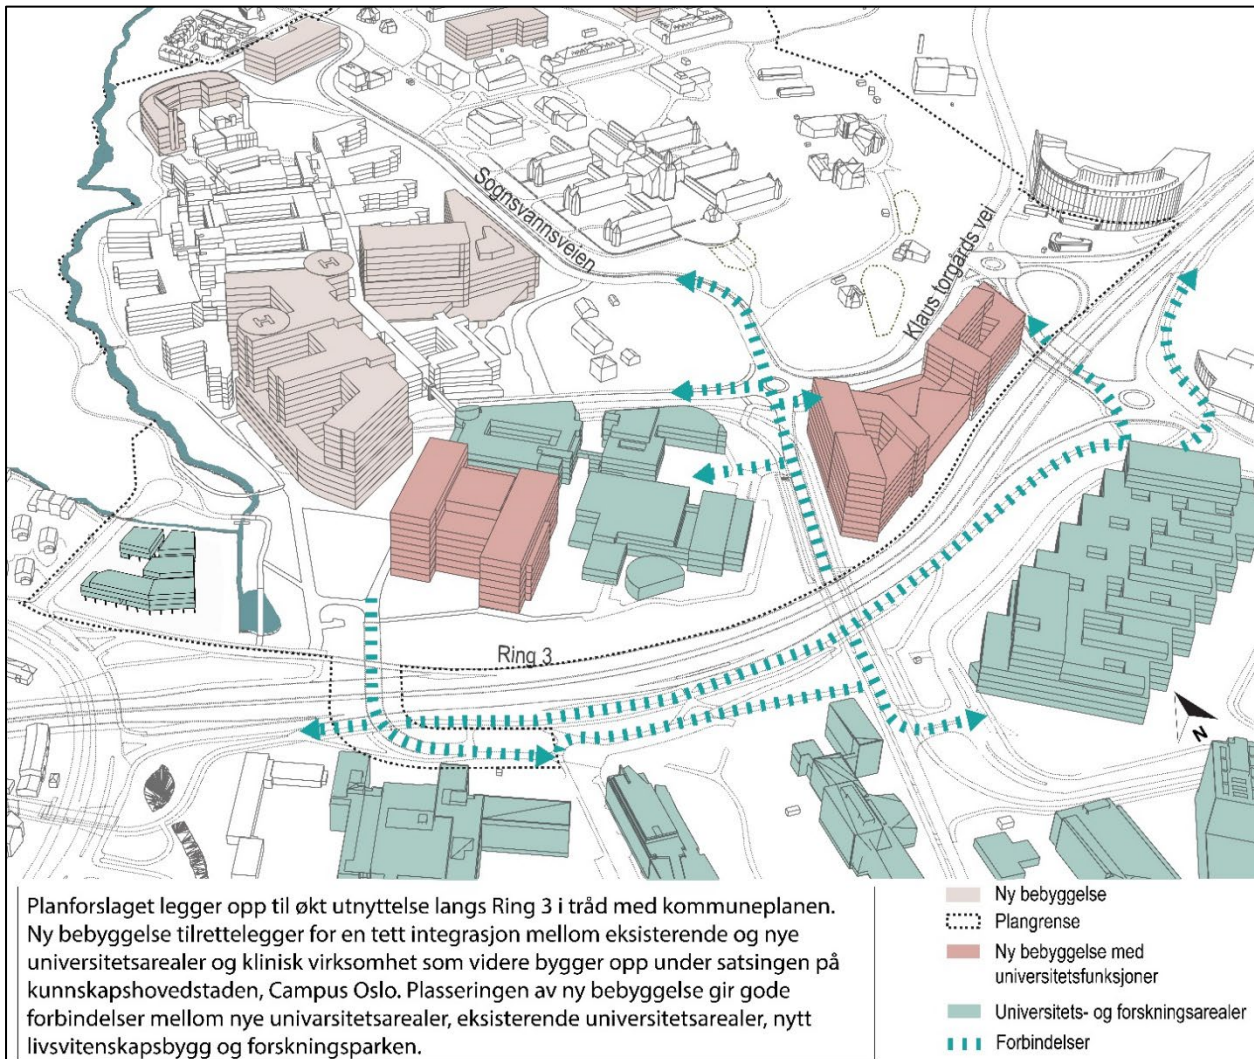 Sognsvannsveien
Klaus torgårds vei
H
H
Ring 3
N
Planforslaget legger opp til økt utnyttelse langs Ring 3 i tråd med kommuneplanen.
Ny bebyggelse tilrettelegger for en tett integrasjon mellom eksisterende og nye
universitetsarealer og klinisk virksomhet som videre bygger opp under satsingen på
kunnskapshovedstaden, Campus Oslo. Plasseringen av ny bebyggelse gir gode
forbindelser mellom nye univarsitetsarealer, eksisterende universitetsarealer, nytt
livsvitenskapsbygg og forskningsparken.
Ny bebyggelse
Plangrense
Ny bebyggelse med
universitetsfunksjoner
Universitets- og forskningsarealer
Forbindelser